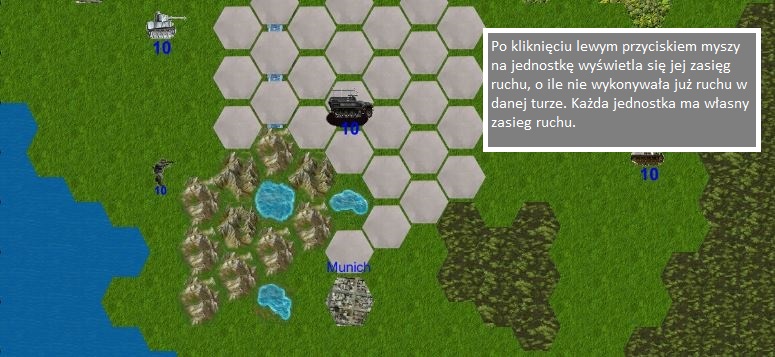 10
Po kliknięciu lewym przyciskiem myszy
na jednostkę wyświetla się jej zasięg
ruchu, o ile nie wykonywała już ruchu w
danej turze. Każda jednostka ma własny
zasieg ruchu.
10
10
10
Munich